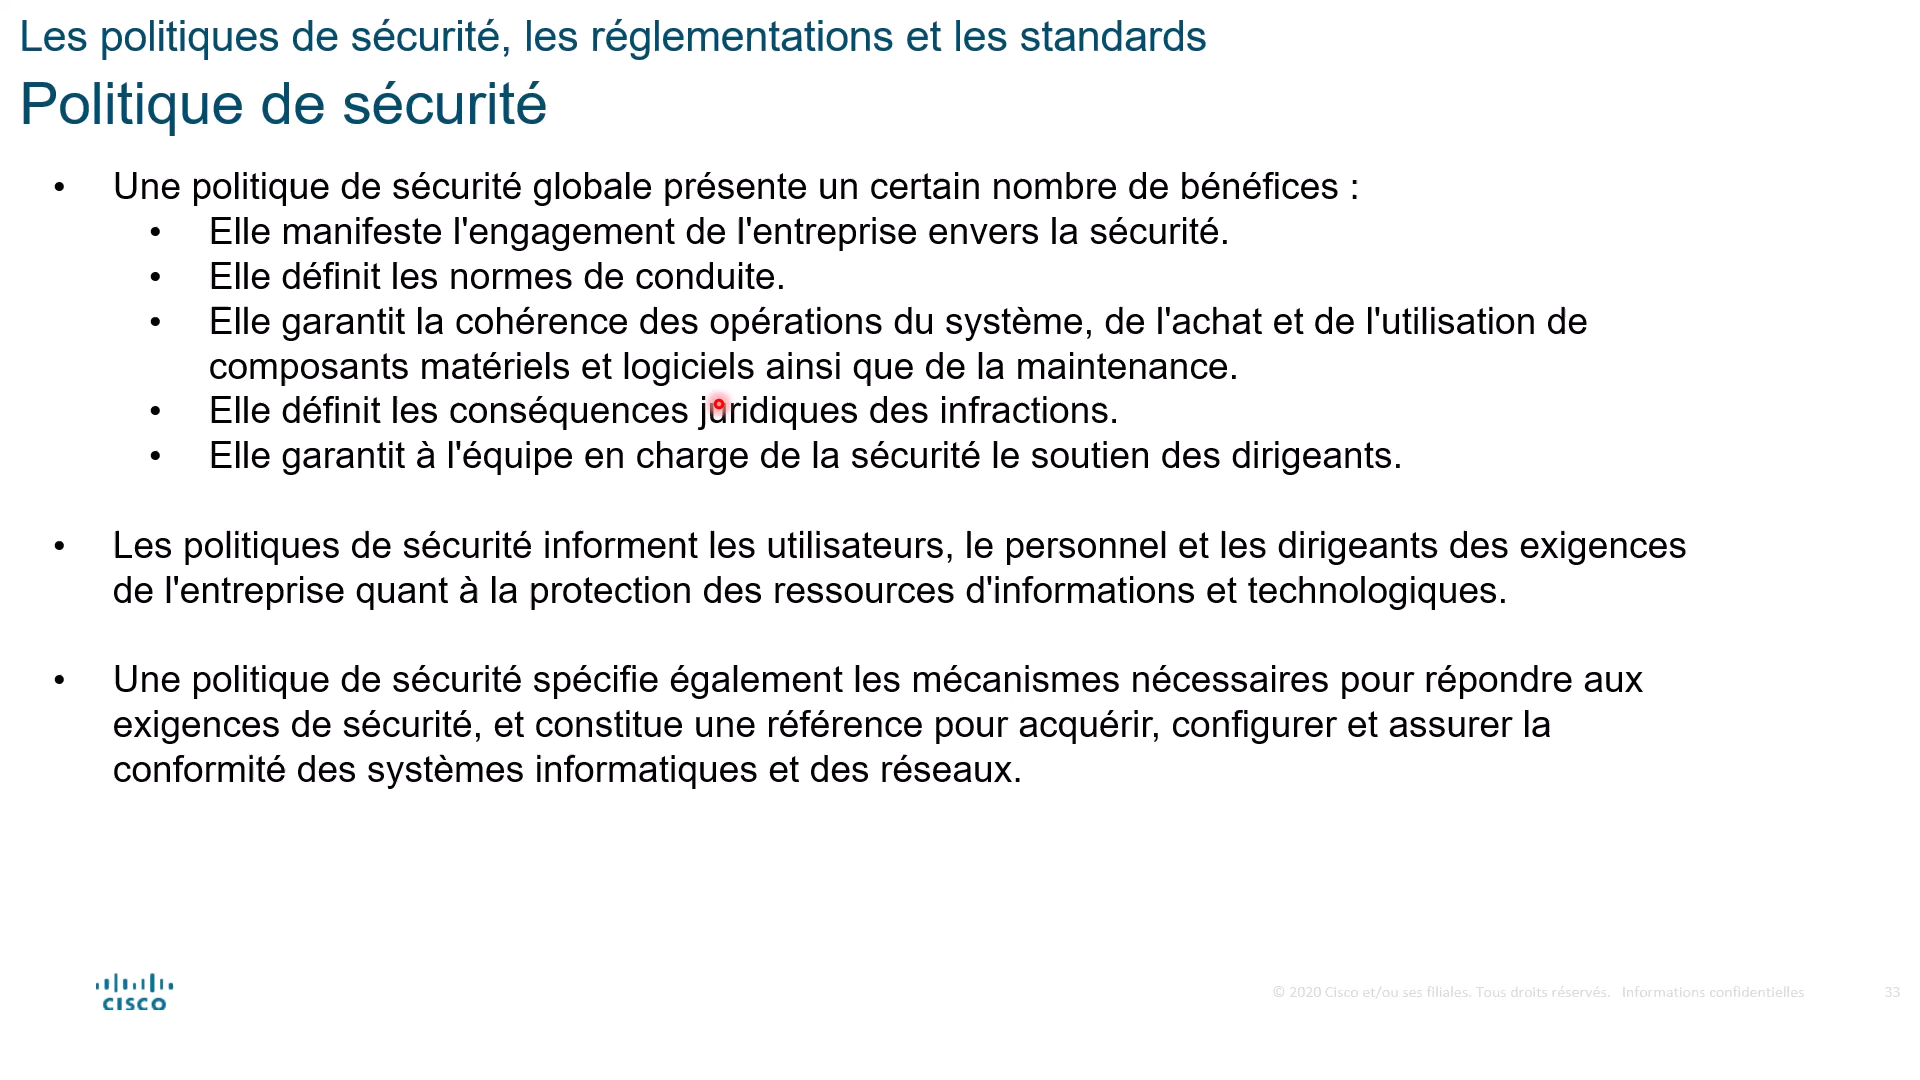 Les politiques de sécurité, les réglementations et les standards
Politique de sécurité
• Une politique de sécurité globale présente un certain nombre de bénéfices :
• Elle manifeste l'engagement de l'entreprise envers la sécurité.
• Elle définit les normes de conduite.
• Elle garantit la cohérence des opérations du système, de l'achat et de l'utilisation de
composants matériels et logiciels ainsi que de la maintenance.
• Elle définit les conséquences juridiques des infractions.
• Elle garantit à l'équipe en charge de la sécurité le soutien des dirigeants.
• Les politiques de sécurité informent les utilisateurs, le personnel et les dirigeants des exigences
de l'entreprise quant à la protection des ressources d'informations et technologiques.
• Une politique de sécurité spécifie également les mécanismes nécessaires pour répondre aux
exigences de sécurité, et constitue une référence pour acquérir, configurer et assurer la
conformité des systèmes informatiques et des réseaux.
CISCO
© 2020 Cisco et/ou ses filiales. Tous droits réservés. Informations confidentielles 33